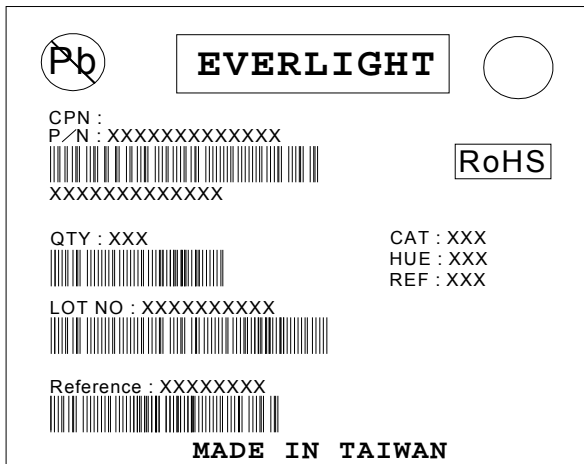 Pb
EVERLIGHT
CPN :
P/N : XXXXXXXXXXXXX
RoHS
XXXXXXXXXXXXX
QTY : XXX
CAT : XXX
HUE : XXX
REF : XXX
LOT NO : XXXXXXXXXX
Reference : XXXXXXXX
MADE IN TAIWAN